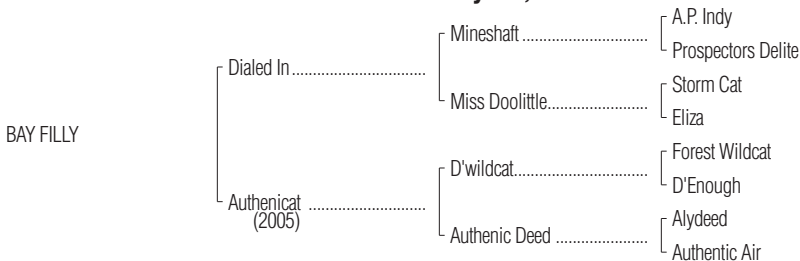 A.P. Indy
Mineshaft
Prospectors Delite
Dialed In
Storm Cat
Miss Doolittle
Eliza
BAY FILLY
Forest Wildcat
D'wildcat
D'Enough
Authenicat
(2005)
Alydeed
Authenic Deed
Authentic Air